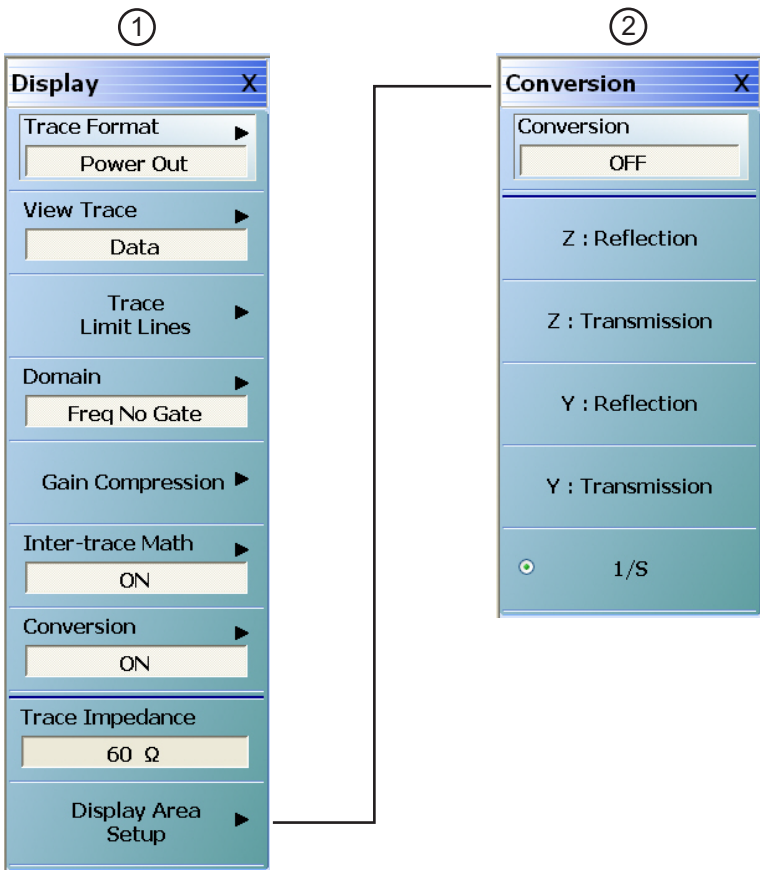 1
Display X
Trace Format
Power Out
View Trace
Data
Trace
Limit Lines
Domain
Freq No Gate
Gain Compression
Inter-trace Math
ON
Conversion
ON
Trace Impedance
60 Ω
Display Area
Setup
2
Conversion X
Conversion
OFF
Z : Reflection
Z : Transmission
Y : Reflection
Y : Transmission
1/S